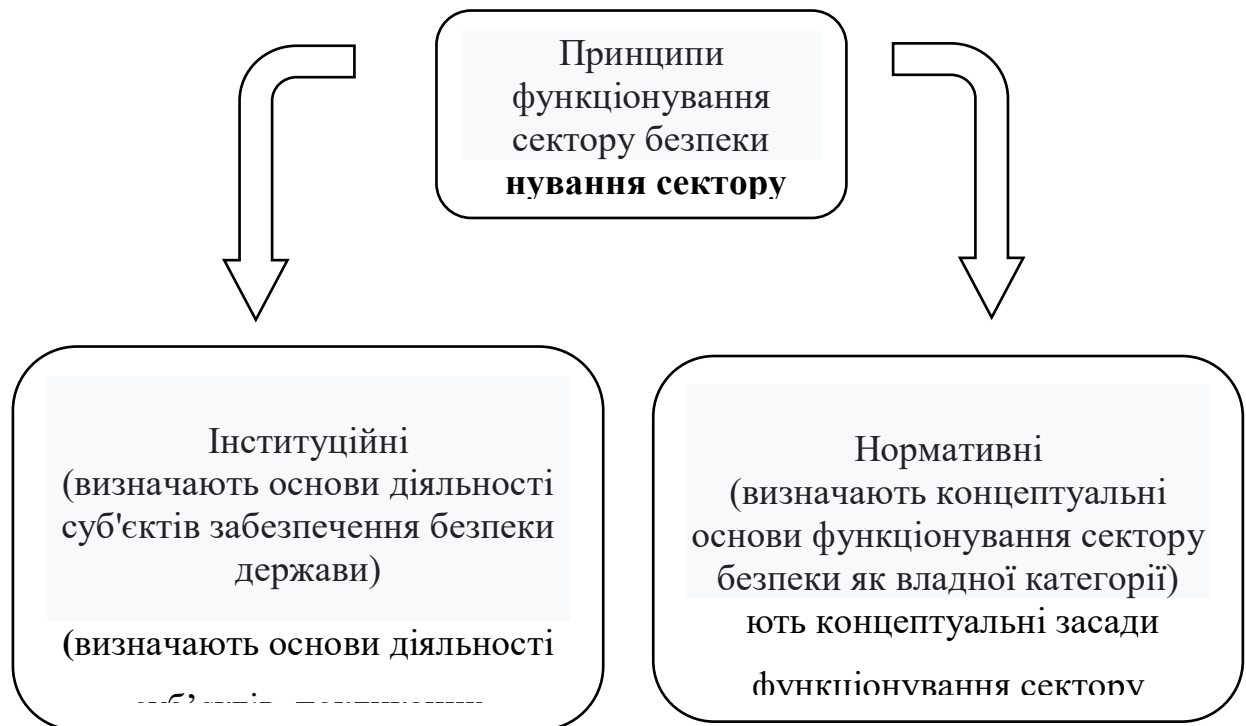 Принципи
функціонування
сектору безпеки
нування сектору
Інституційні
(визначають основи діяльності
суб'єктів забезпечення безпеки
держави)
(визначають основи діяльності
Нормативні
(визначають концептуальні
основи функціонування сектору
безпеки як владної категорії)
ють концептуальні засади
функціонування сектору